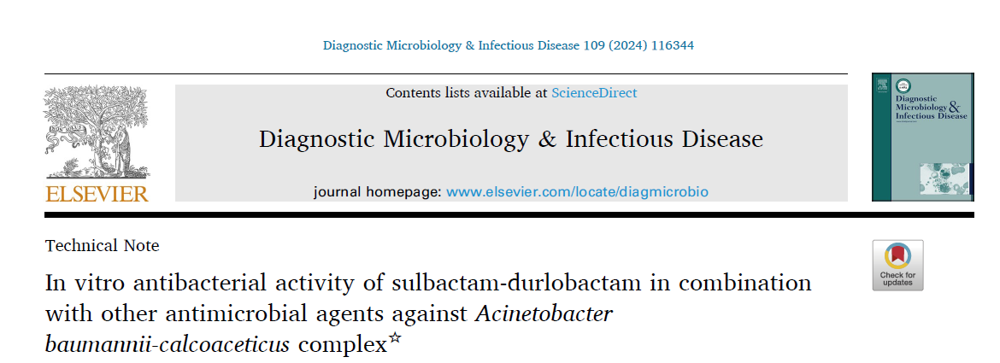 Diagnostic Microbiology & Infectious Disease 109 (2024) 116344
Contents lists available at ScienceDirect
Diagnostic Microbiology & Infectious Disease
journal homepage: www.elsevier.com/locate/diagmicrobio
ELSEVIER
Diagnostic
Microbiology &
Infectious Disease
Technical Note
Check for
updates
In vitro antibacterial activity of sulbactam-durlobactam in combination
with other antimicrobial agents against Acinetobacter
baumannii-calcoaceticus complex☆